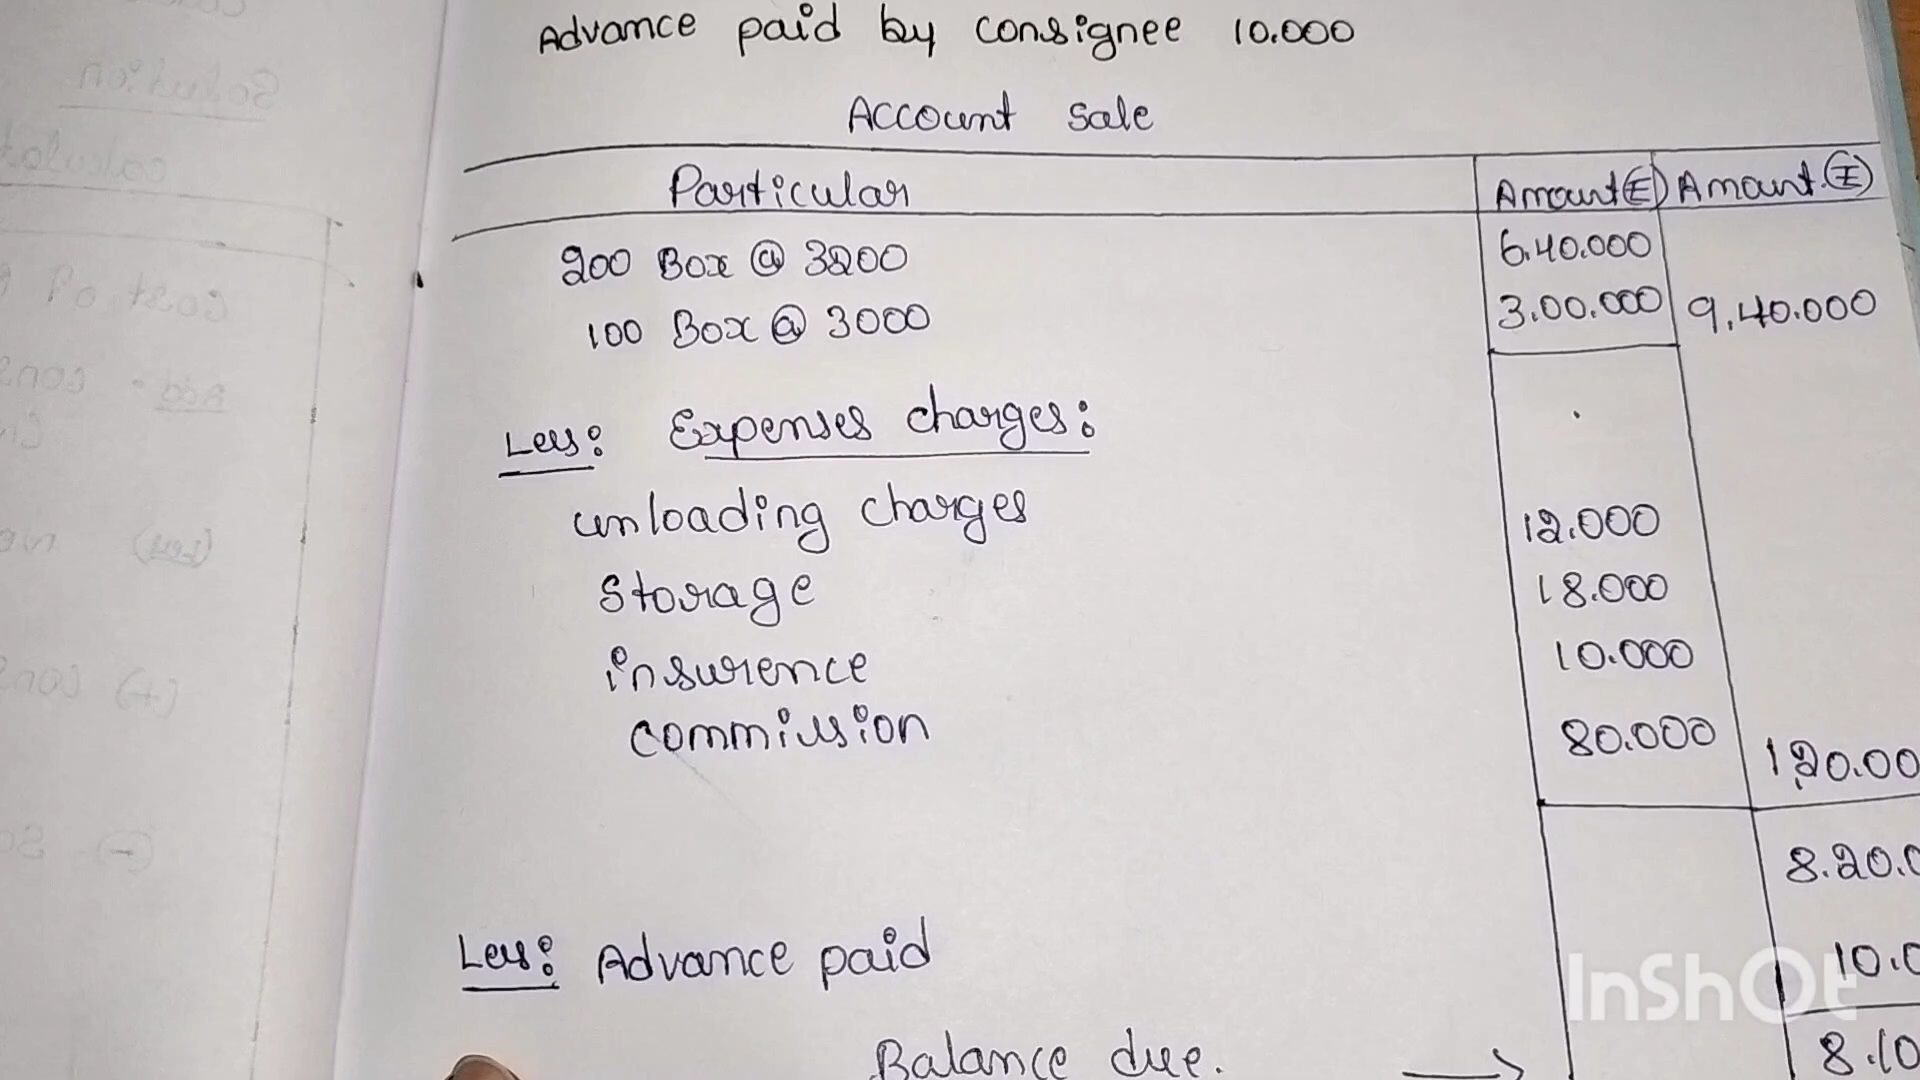 Advance paid by consignee 10.000
Account sale
Particular Amount(₹) Amount.(₹)
200 Box @ 3200 6.40.000
100 Box @ 3000 3.00.000 9,40.000
Less: Expenses charges:
unloading charges 12.000
Storage 18.000
insurence 10.000
commission 80.000 1,20.00
8.20.0
Less: Advance paid 10.0
Balance due. → 8.10
InShOt
Solution